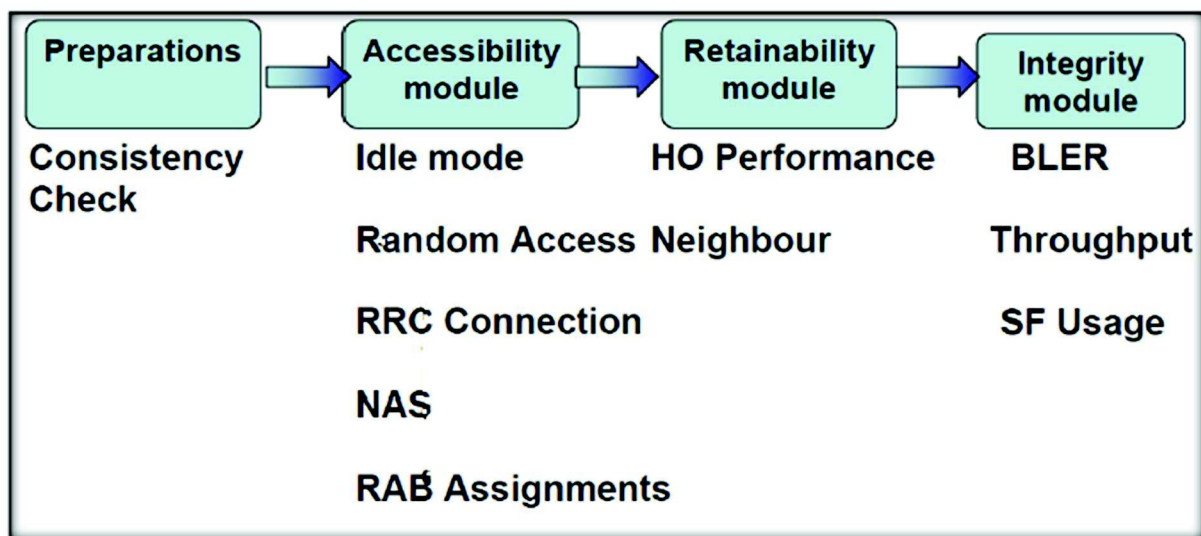 Preparations
Accessibility
module
Retainability
module
Integrity
module
Consistency
Check
Idle mode
Random Access
RRC Connection
NAS
RAB Assignments
HO Performance
Neighbour
BLER
Throughput
SF Usage